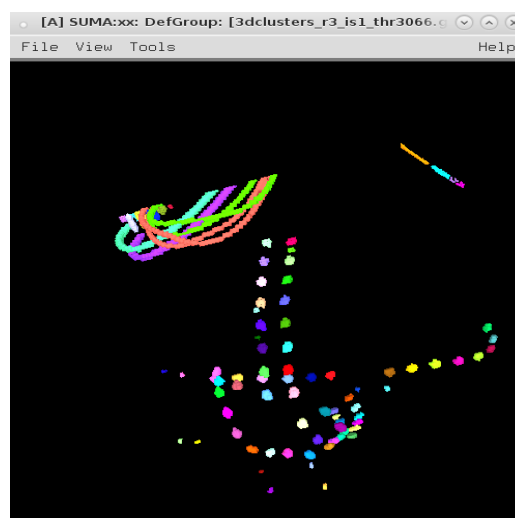 [A] SUMA:xx: DefGroup: [3dclusters_r3_is1_thr3066.g
File View Tools Help